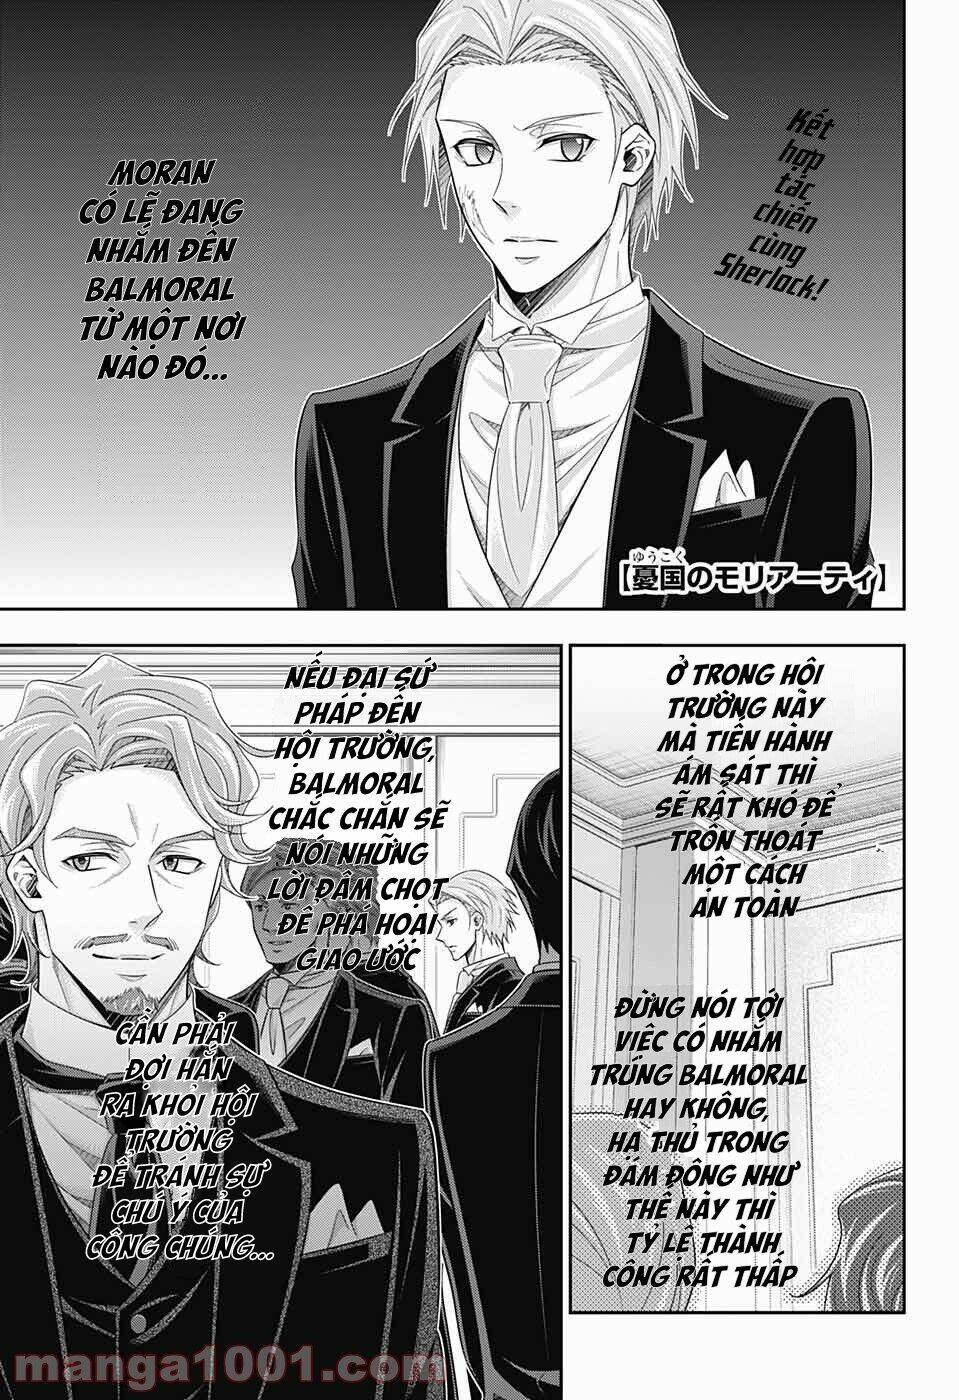 Kết
hợp
tác
chiến
cùng
Sherlock!
MORAN
CÓ LẼ ĐANG
NHẮM ĐẾN
BALMORAL
TỪ MỘT NƠI
NÀO ĐÓ...
ゆうこく
【憂国のモリアーティ】
Ở TRONG HỘI
TRƯỜNG NÀY
MÀ TIẾN HÀNH
ÁM SÁT THÌ
SẼ RẤT KHÓ ĐỂ
TRỐN THOÁT
MỘT CÁCH
AN TOÀN
ĐỪNG NÓI TỚI
VIỆC CÓ NHẮM
TRÚNG BALMORAL
HAY KHÔNG,
HẠ THỦ TRONG
ĐÁM ĐÔNG NHƯ
THẾ NÀY THÌ
TỶ LỆ THÀNH
CÔNG RẤT THẤP
NẾU ĐẠI SỨ
PHÁP ĐẾN
HỘI TRƯỜNG,
BALMORAL
CHẮC CHẮN SẼ
NÓI NHỮNG
LỜI ĐÂM CHỌT
ĐỂ PHÁ HOẠI
GIAO ƯỚC
CẦN PHẢI
ĐỢI HẮN
RA KHỎI HỘI
TRƯỜNG
ĐỂ TRÁNH SỰ
CHÚ Ý CỦA
CÔNG CHÚNG...
manga1001.com